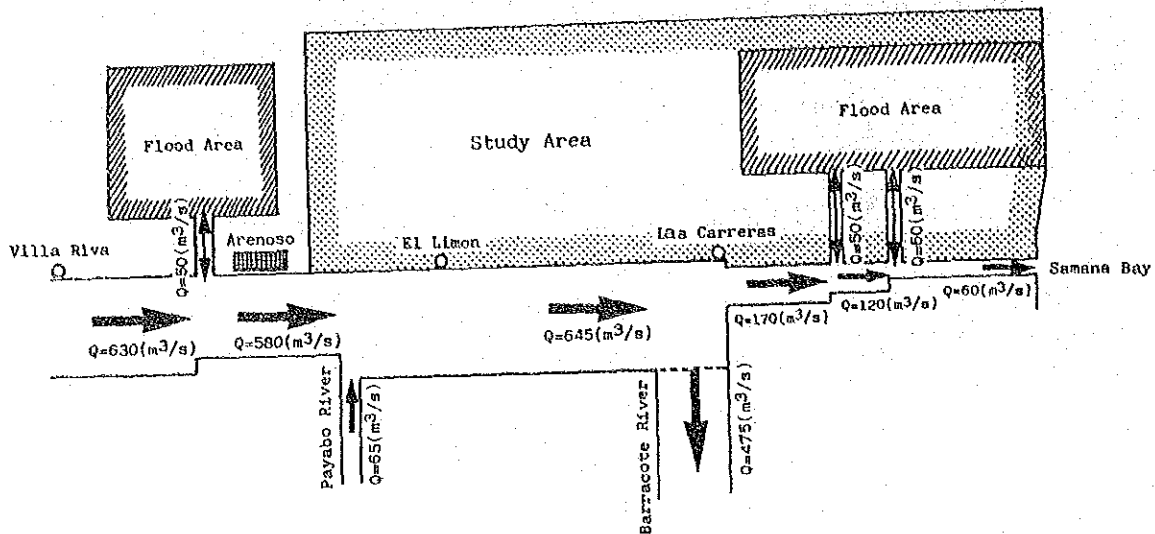 Flood Area
Study Area
Flood Area
Q=50(m³/s)
Q=50(m³/s)
Q=60(m³/s)
Villa Riva
Arenoso
El Limon
Las Carreras
Samana Bay
Q=630(m³/s)
Q=580(m³/s)
Q=645(m³/s)
Q=170(m³/s)
Q=120(m³/s)
Q=60(m³/s)
Payabo River
Q=65(m³/s)
Barracote River
Q=475(m³/s)